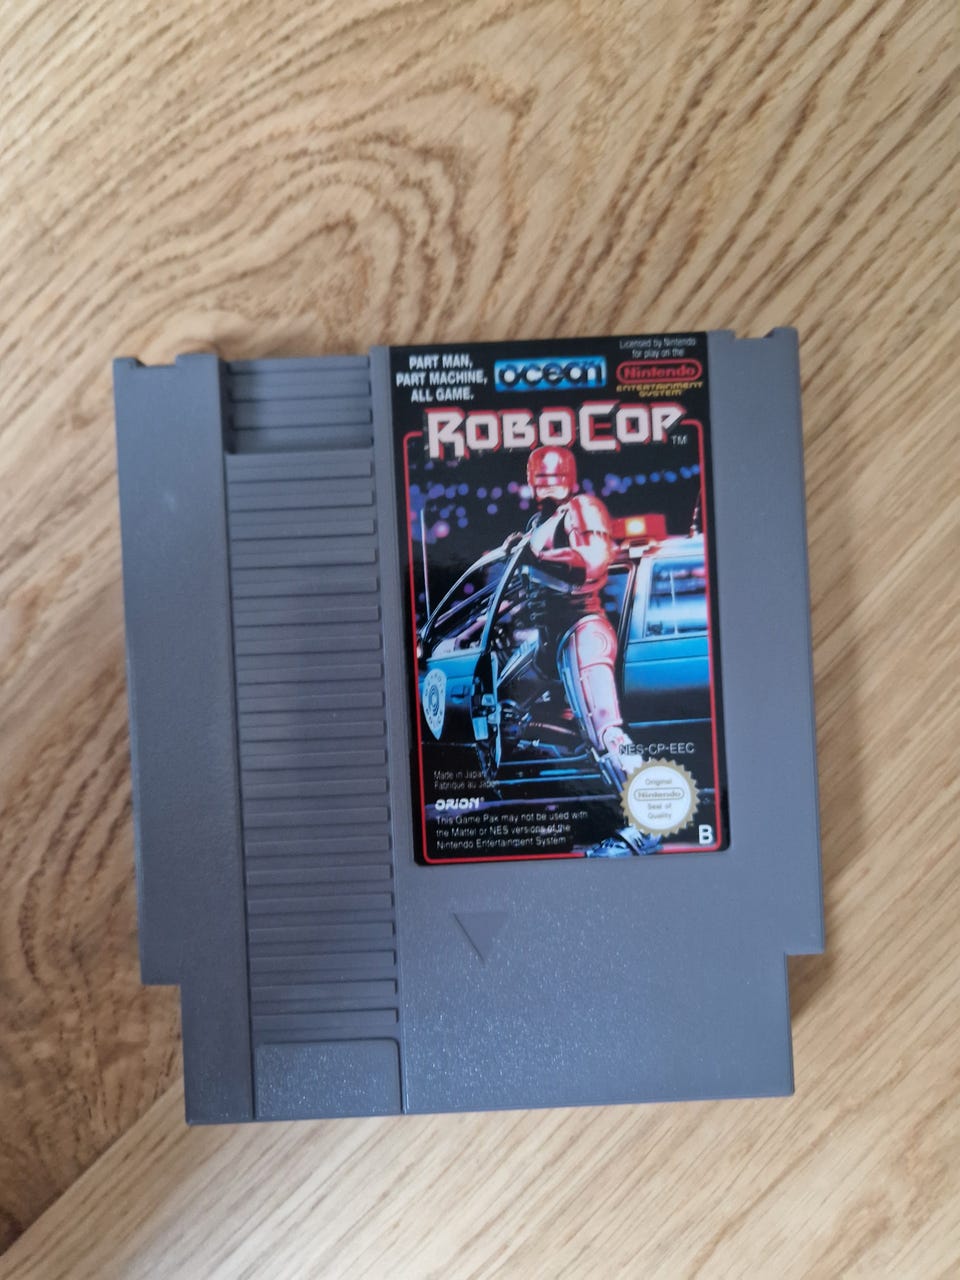 PART MAN,
PART MACHINE,
ALL GAME.
ocean
Licensed by Nintendo
for play on the
Nintendo
ENTERTAINMENT
SYSTEM
ROBOCOP TM
NES-CP-EEC
Made in Japan
Fabriqué au Japon
ORION
This Game Pak may not be used with
the Mattel or NES versions of the
Nintendo Entertainment System
Original
Nintendo
Seal of
Quality
B